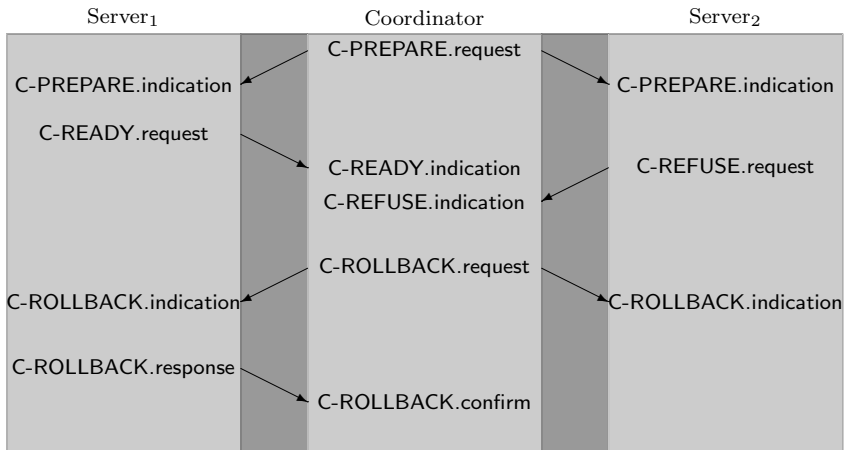 Server₁ Coordinator Server₂
C-PREPARE.request
C-PREPARE.indication C-PREPARE.indication
C-READY.request
C-READY.indication C-REFUSE.request
C-REFUSE.indication
C-ROLLBACK.request
C-ROLLBACK.indication C-ROLLBACK.indication
C-ROLLBACK.response
C-ROLLBACK.confirm